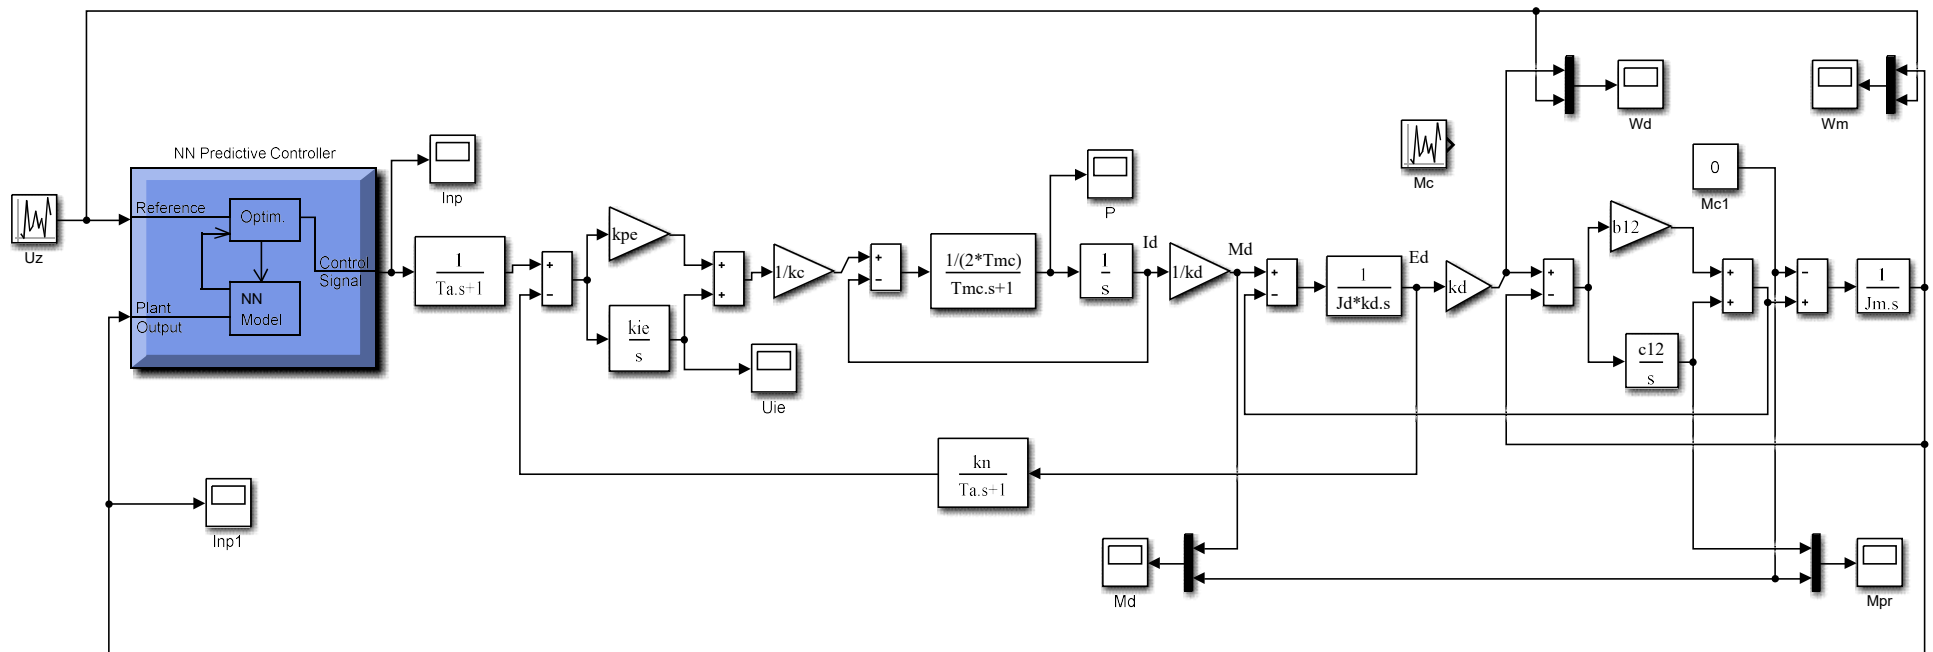 Uz
NN Predictive Controller
Reference
Optim.
Control
Signal
NN
Model
Plant
Output
Inp
1
Ta.s+1
+
−
kpe
kie
s
Uie
+
+
1/kc
+
−
1/(2*Tmc)
Tmc.s+1
P
1
s
Id
1/kd
Md
+
−
1
Jd*kd.s
Ed
kd
Mc
+
−
b12
c12
s
+
+
0
Mc1
−
+
1
Jm.s
Wd
Wm
kn
Ta.s+1
Inp1
Md
Mpr